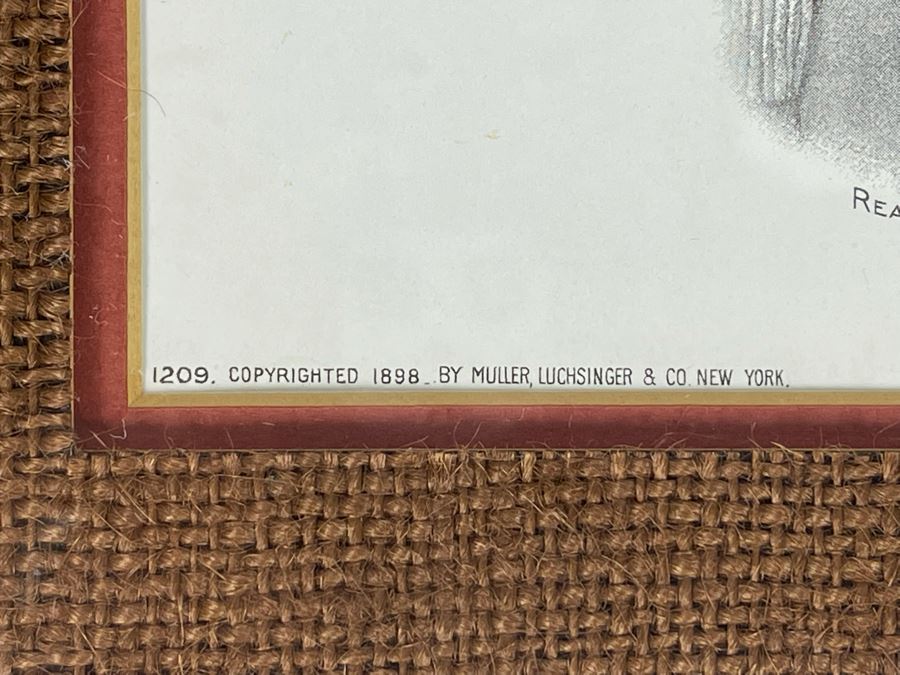 REA
1209. COPYRIGHTED 1898. BY MULLER, LUCHSINGER & CO. NEW YORK.